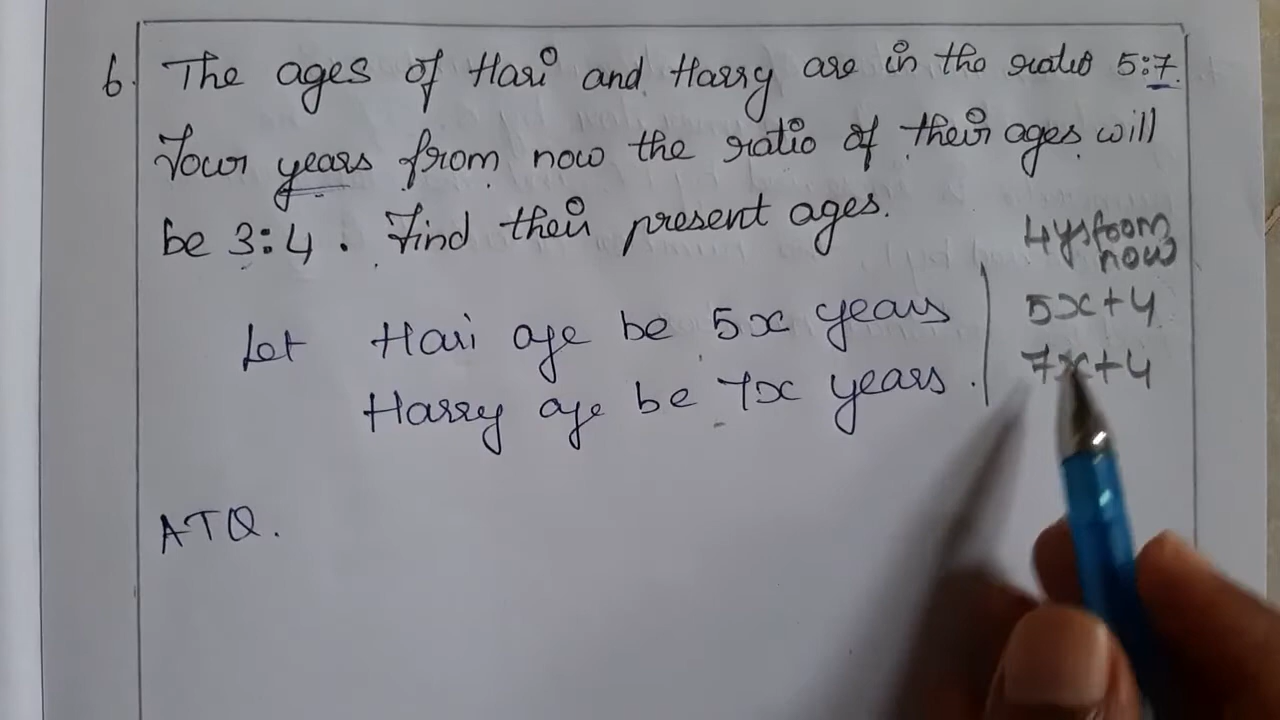 6. The ages of Hari and Harry are in the ratio 5:7.
Four years from now the ratio of their ages will
be 3:4. Find their present ages.
4ys from
now
Let Hari age be 5x years
5x+4
Harry age be 7x years.
7x+4
ATQ.